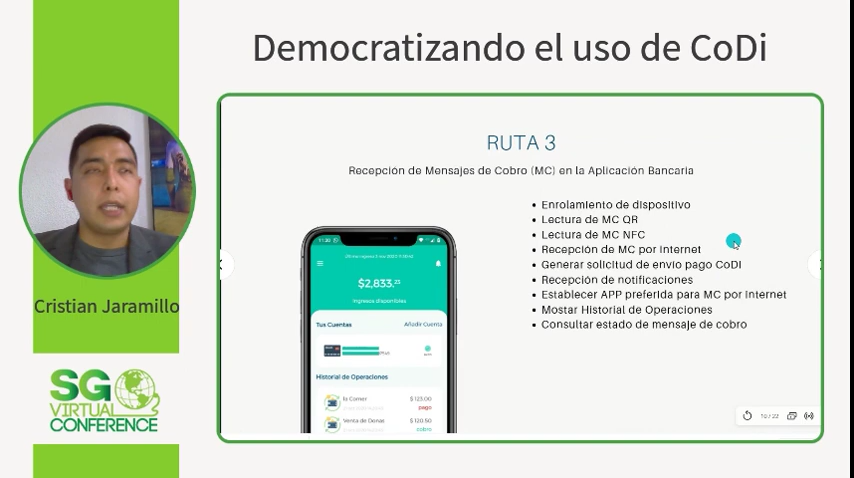 Democratizando el uso de CoDi
RUTA 3
Recepción de Mensajes de Cobro (MC) en la Aplicación Bancaria
• Enrolamiento de dispositivo
• Lectura de MC QR
• Lectura de MC NFC
• Recepción de MC por Internet
• Generar solicitud de envío pago CoDI
• Recepción de notificaciones
• Establecer APP preferida para MC por Internet
• Mostar Historial de Operaciones
• Consultar estado de mensaje de cobro
11:30
$2,833.
Ingresos disponibles
Tus Cuentas
Añadir Cuenta
Historial de Operaciones
la Comer
$ 123.00
pago
Venta de Donas
$ 120.50
cobro
10 / 22
Cristian Jaramillo
SG
VIRTUAL
CONFERENCE